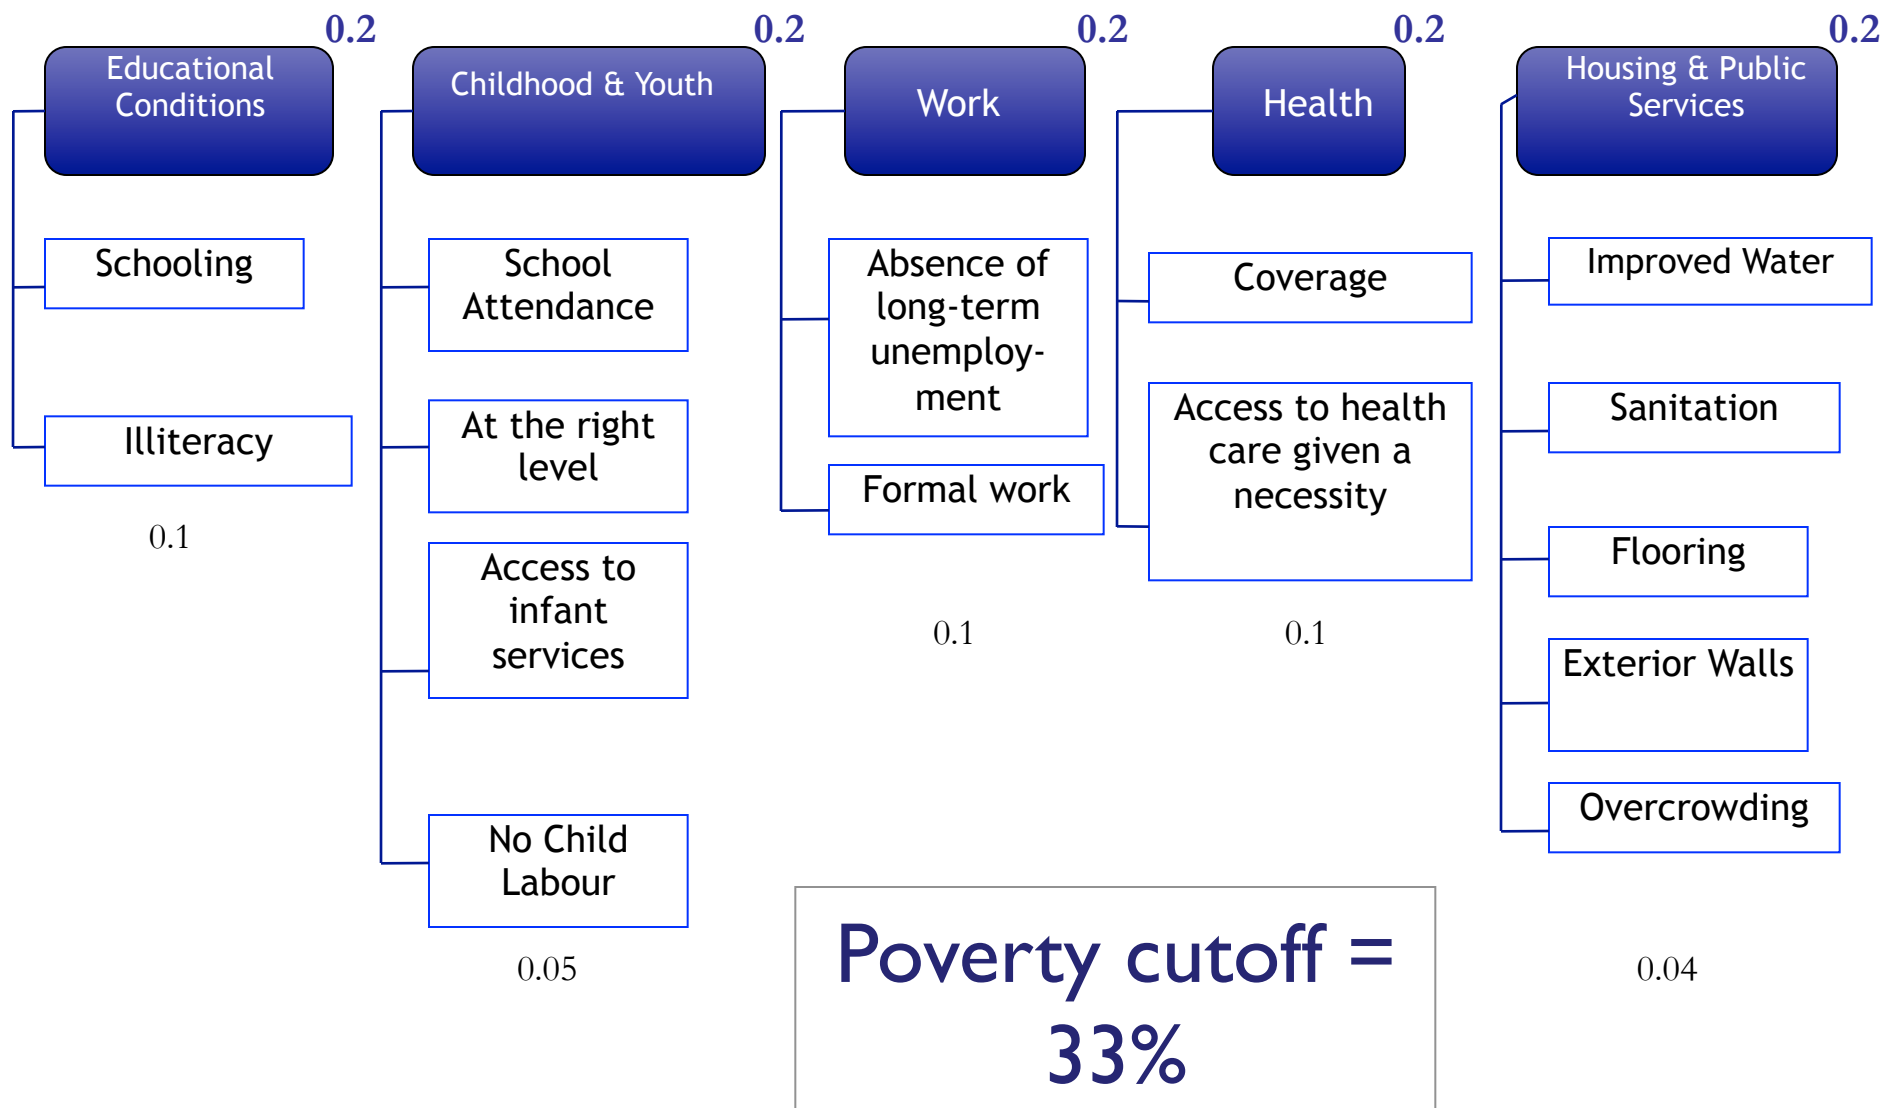 0.2
Educational
Conditions
Schooling
Illiteracy
0.1
0.2
Childhood & Youth
School
Attendance
At the right
level
Access to
infant
services
No Child
Labour
0.05
0.2
Work
Absence of
long-term
unemploy-
ment
Formal work
0.1
0.2
Health
Coverage
Access to health
care given a
necessity
0.1
0.2
Housing & Public
Services
Improved Water
Sanitation
Flooring
Exterior Walls
Overcrowding
0.04
Poverty cutoff =
33%